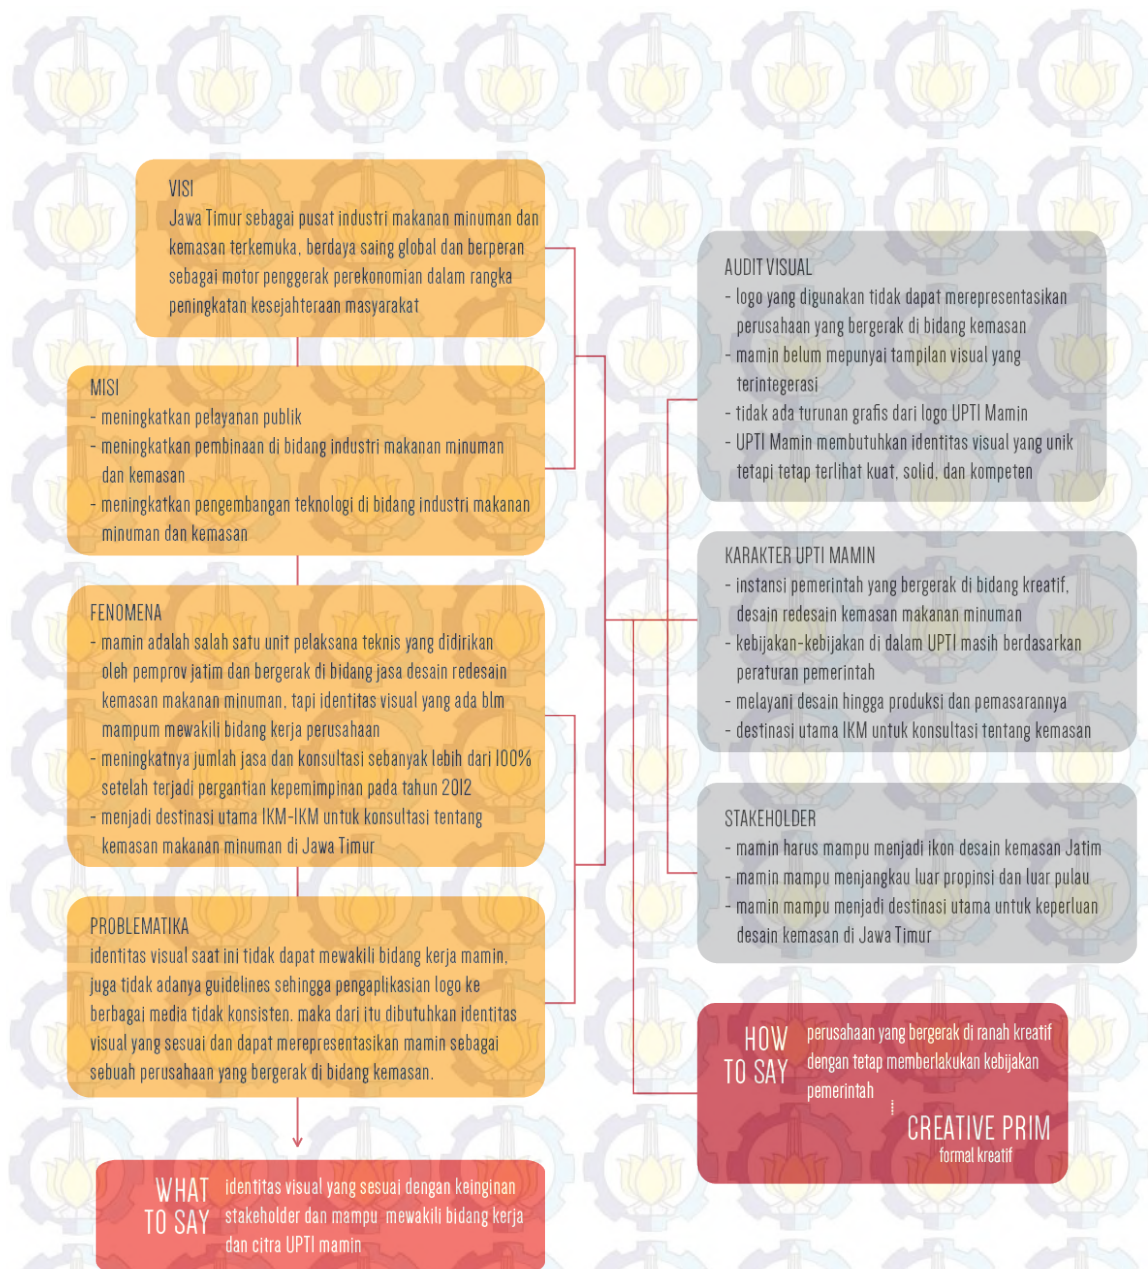 VISI
Jawa Timur sebagai pusat industri makanan minuman dan
kemasan terkemuka, berdaya saing global dan berperan
sebagai motor penggerak perekonomian dalam rangka
peningkatan kesejahteraan masyarakat
MISI
- meningkatkan pelayanan publik
- meningkatkan pembinaan di bidang industri makanan minuman
dan kemasan
- meningkatkan pengembangan teknologi di bidang industri makanan
minuman dan kemasan
FENOMENA
- mamin adalah salah satu unit pelaksana teknis yang didirikan
oleh pemprov jatim dan bergerak di bidang jasa desain redesain
kemasan makanan minuman, tapi identitas visual yang ada blm
mampum mewakili bidang kerja perusahaan
- meningkatnya jumlah jasa dan konsultasi sebanyak lebih dari 100%
setelah terjadi pergantian kepemimpinan pada tahun 2012
- menjadi destinasi utama IKM-IKM untuk konsultasi tentang
kemasan makanan minuman di Jawa Timur
PROBLEMATIKA
identitas visual saat ini tidak dapat mewakili bidang kerja mamin,
juga tidak adanya guidelines sehingga pengaplikasian logo ke
berbagai media tidak konsisten. maka dari itu dibutuhkan identitas
visual yang sesuai dan dapat merepresentasikan mamin sebagai
sebuah perusahaan yang bergerak di bidang kemasan.
WHAT
TO SAY
identitas visual yang sesuai dengan keinginan
stakeholder dan mampu mewakili bidang kerja
dan citra UPTI mamin
AUDIT VISUAL
- logo yang digunakan tidak dapat merepresentasikan
perusahaan yang bergerak di bidang kemasan
- mamin belum mepunyai tampilan visual yang
terintegerasi
- tidak ada turunan grafis dari logo UPTI Mamin
- UPTI Mamin membutuhkan identitas visual yang unik
tetapi tetap terlihat kuat, solid, dan kompeten
KARAKTER UPTI MAMIN
- instansi pemerintah yang bergerak di bidang kreatif,
desain redesain kemasan makanan minuman
- kebijakan-kebijakan di dalam UPTI masih berdasarkan
peraturan pemerintah
- melayani desain hingga produksi dan pemasarannya
- destinasi utama IKM untuk konsultasi tentang kemasan
STAKEHOLDER
- mamin harus mampu menjadi ikon desain kemasan Jatim
- mamin mampu menjangkau luar propinsi dan luar pulau
- mamin mampu menjadi destinasi utama untuk keperluan
desain kemasan di Jawa Timur
HOW
TO SAY
perusahaan yang bergerak di ranah kreatif
dengan tetap memberlakukan kebijakan
pemerintah
CREATIVE PRIM
formal kreatif